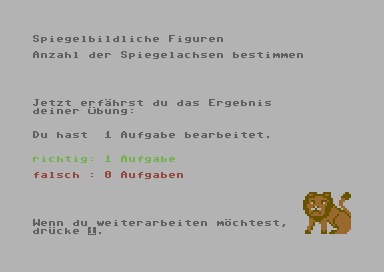 Spiegelbildliche Figuren
Anzahl der Spiegelachsen bestimmen
Jetzt erfährst du das Ergebnis
deiner Übung:
Du hast 1 Aufgabe bearbeitet.
richtig: 1 Aufgabe
falsch : 0 Aufgaben
Wenn du weiterarbeiten möchtest,
drücke .